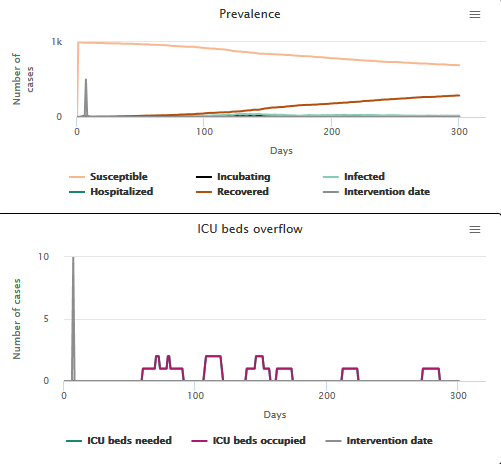 Prevalence
1k
Number of
cases
0
0
100
200
300
Days
Susceptible
Incubating
Infected
Hospitalized
Recovered
Intervention date
ICU beds overflow
10
Number of cases
5
0
0
100
200
300
Days
ICU beds needed
ICU beds occupied
Intervention date